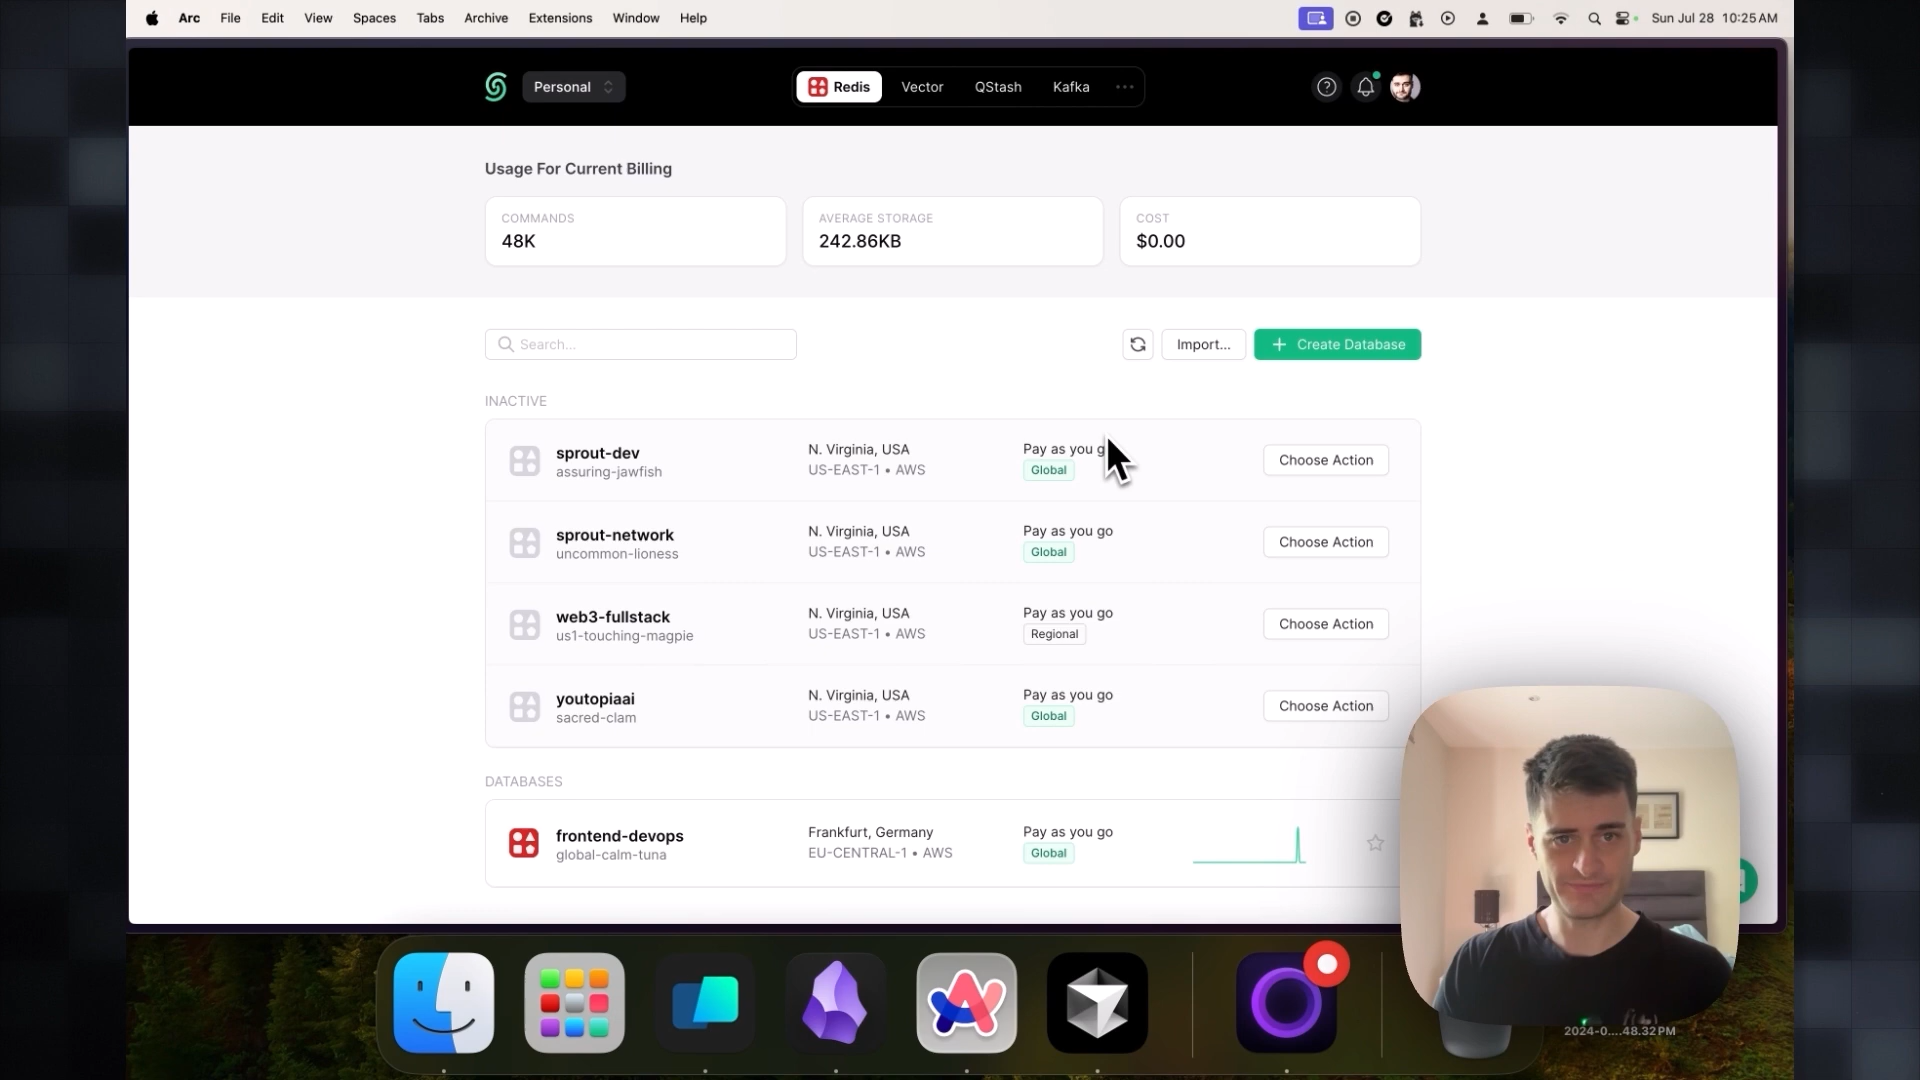 Arc File Edit View Spaces Tabs Archive Extensions Window Help Sun Jul 28 10:25 AM
Personal Redis Vector QStash Kafka
Usage For Current Billing
COMMANDS AVERAGE STORAGE COST
48K 242.86KB $0.00
Search... Import... Create Database
INACTIVE
sprout-dev N. Virginia, USA Pay as you g Choose Action
assuring-jawfish US-EAST-1 • AWS Global
sprout-network N. Virginia, USA Pay as you go Choose Action
uncommon-lioness US-EAST-1 • AWS Global
web3-fullstack N. Virginia, USA Pay as you go Choose Action
us1-touching-magpie US-EAST-1 • AWS Regional
youtopiaai N. Virginia, USA Pay as you go Choose Action
sacred-clam US-EAST-1 • AWS Global
DATABASES
frontend-devops Frankfurt, Germany Pay as you go
global-calm-tuna EU-CENTRAL-1 • AWS Global
2024-0....48.32 PM